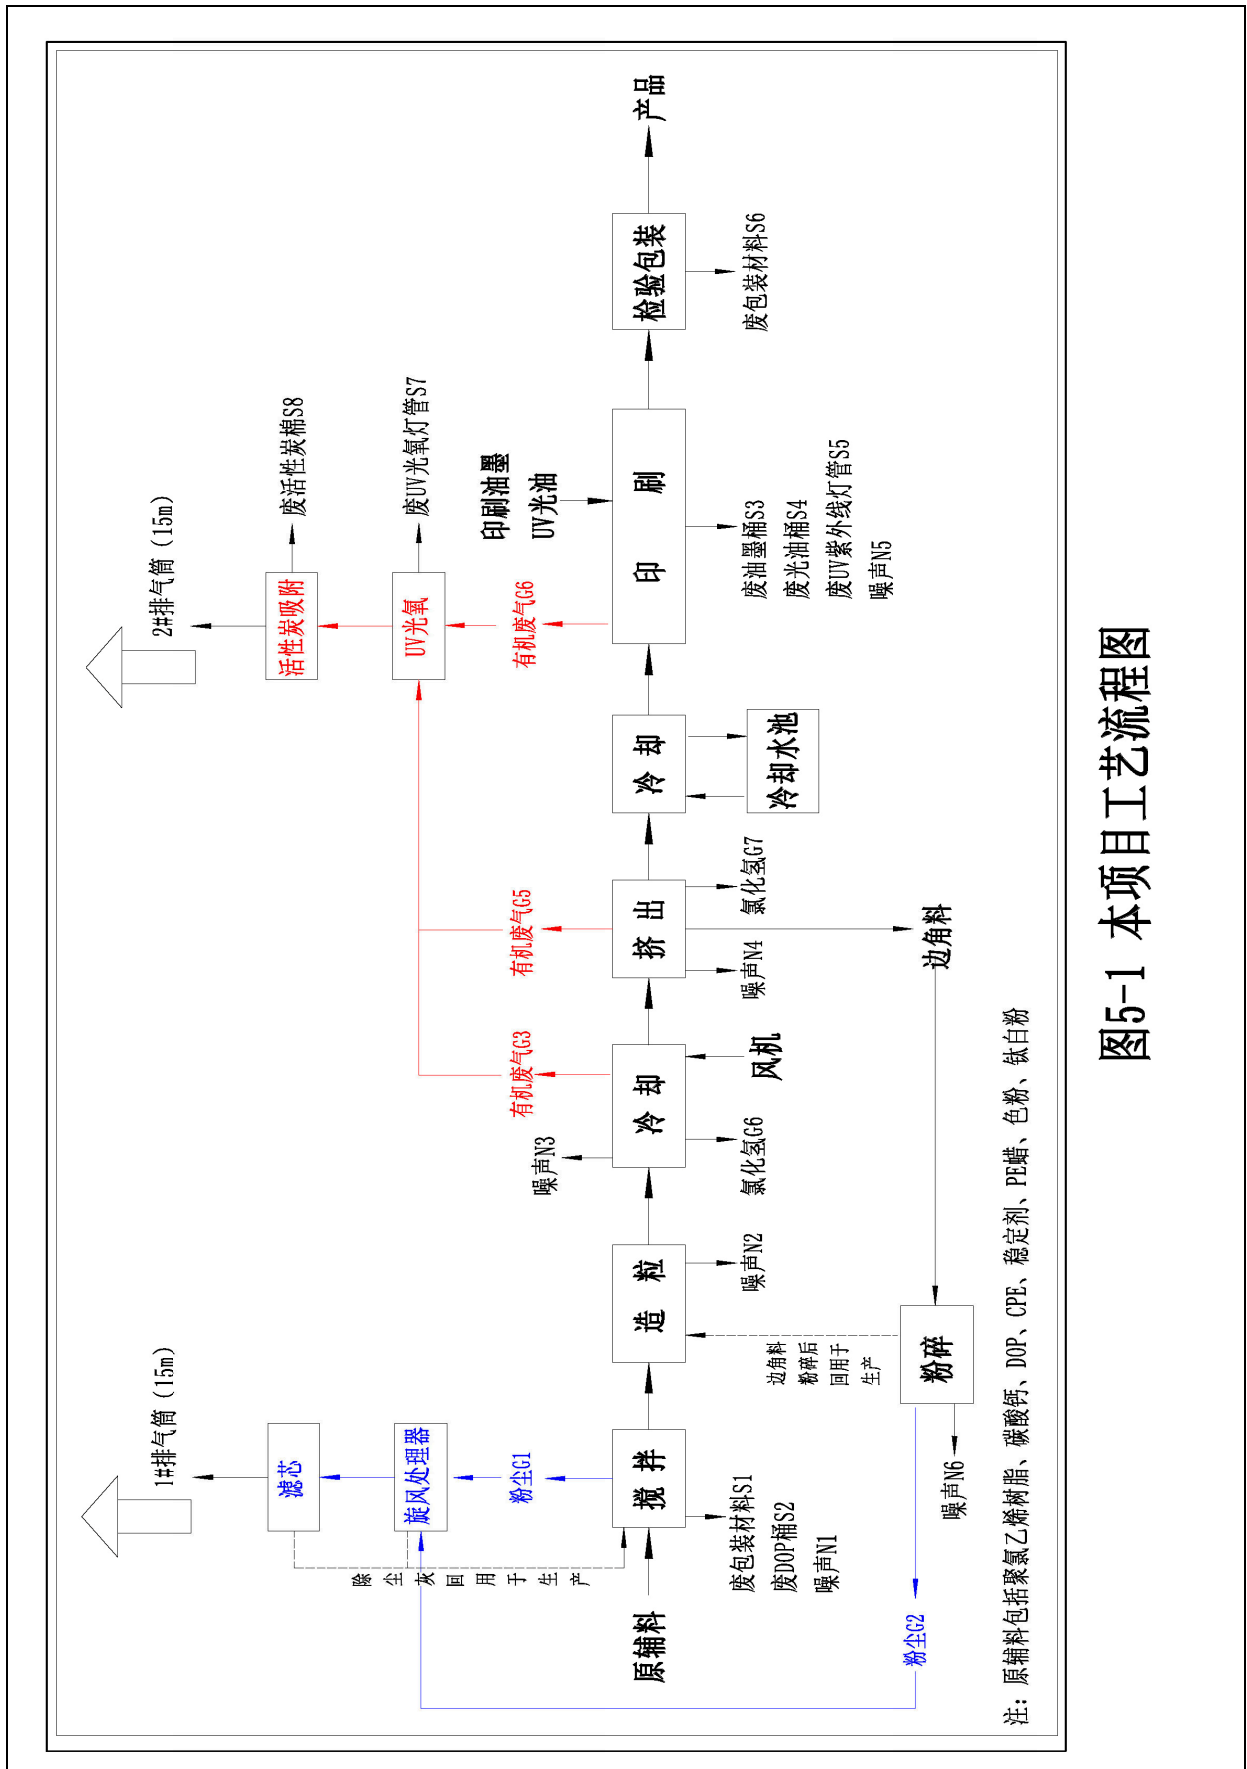 1#排气筒（15m）
2#排气筒（15m）
滤芯
活性炭吸附
废活性炭棉S8
旋风处理器
UV光氧
废UV光氧灯管S7
除尘灰回用于生产
粉尘G1
有机废气G3
有机废气G5
有机废气G6
印刷油墨
UV光油
噪声N3
原辅料
搅拌
造粒
冷却
挤出
冷却
印刷
检验包装
产品
废包装材料S1
废DOP桶S2
噪声N1
噪声N2
氯化氢G6
风机
噪声N4
氯化氢G7
冷却水池
废油墨桶S3
废光油桶S4
废UV紫外线灯管S5
噪声N5
废包装材料S6
边角料
粉碎后
回用于
生产
粉尘G2
噪声N6
粉碎
边角料
注：原辅料包括聚氯乙烯树脂、碳酸钙、DOP、CPE、稳定剂、PE蜡、色粉、钛白粉
图5-1 本项目工艺流程图